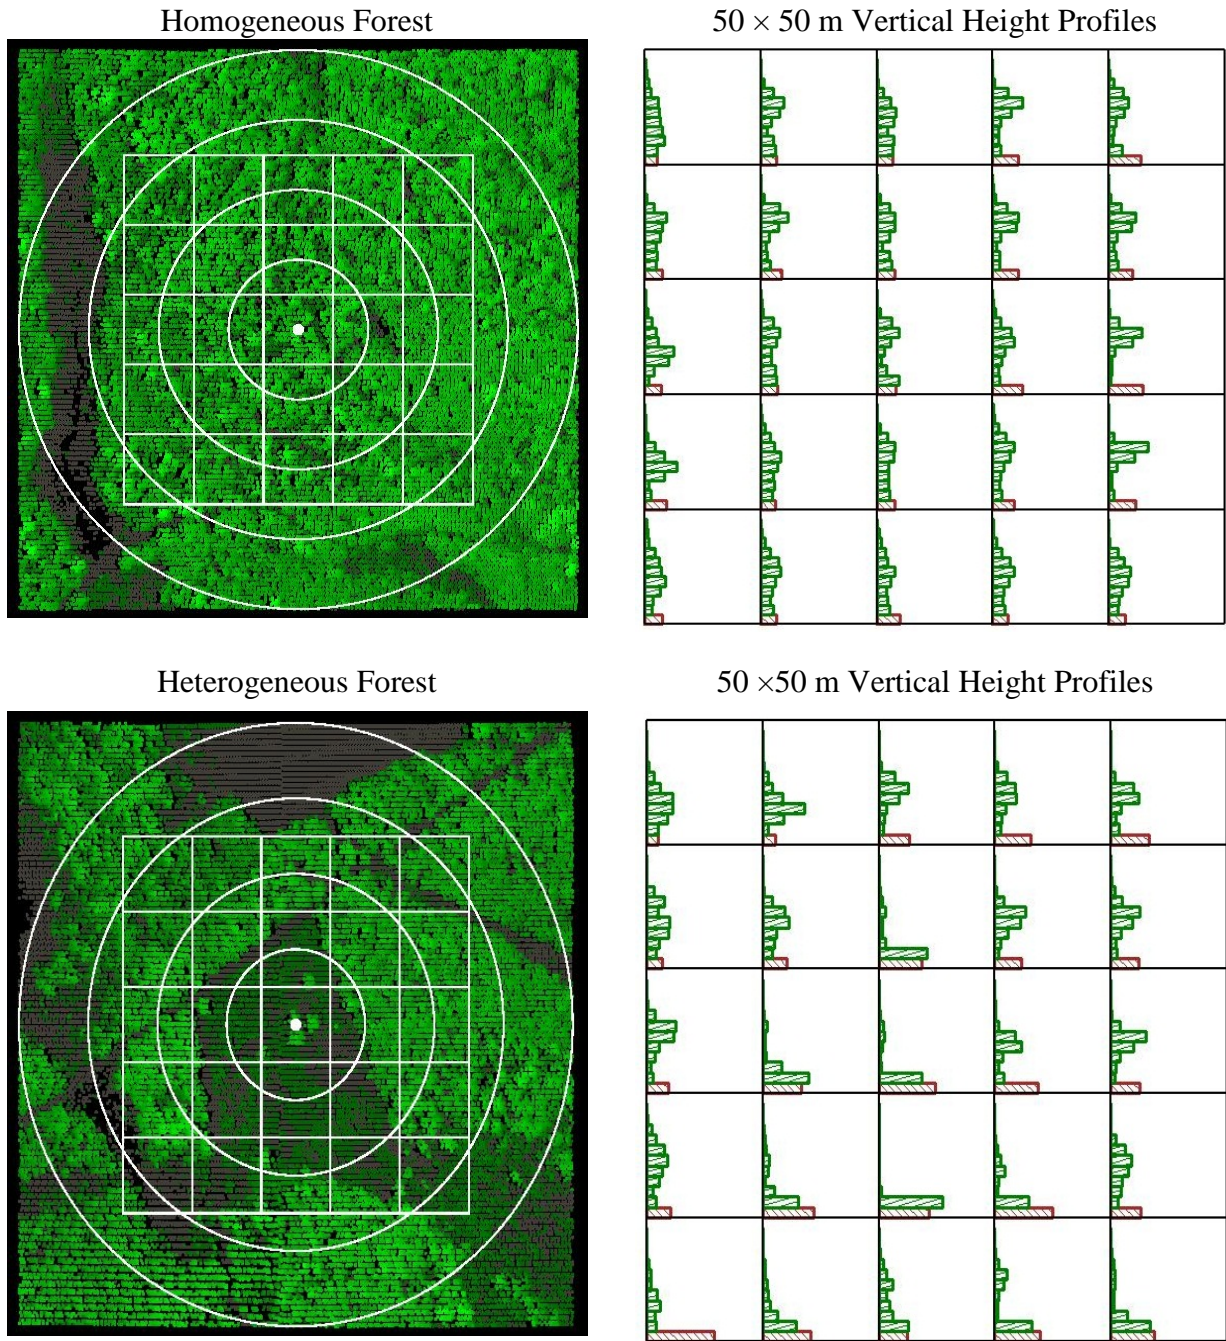 Homogeneous Forest
50 × 50 m Vertical Height Profiles
Heterogeneous Forest
50 ×50 m Vertical Height Profiles